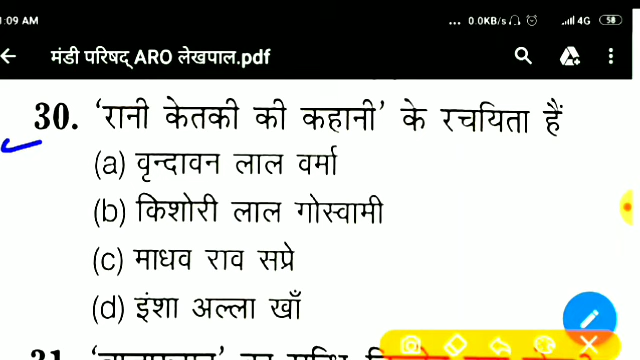 :09 AM ... 0.0KB/s 4G 58
मंडी परिषद् ARO लेखपाल.pdf
30. 'रानी केतकी की कहानी' के रचयिता हैं
(a) वृन्दावन लाल वर्मा
(b) किशोरी लाल गोस्वामी
(c) माधव राव सप्रे
(d) इंशा अल्ला खाँ
31.